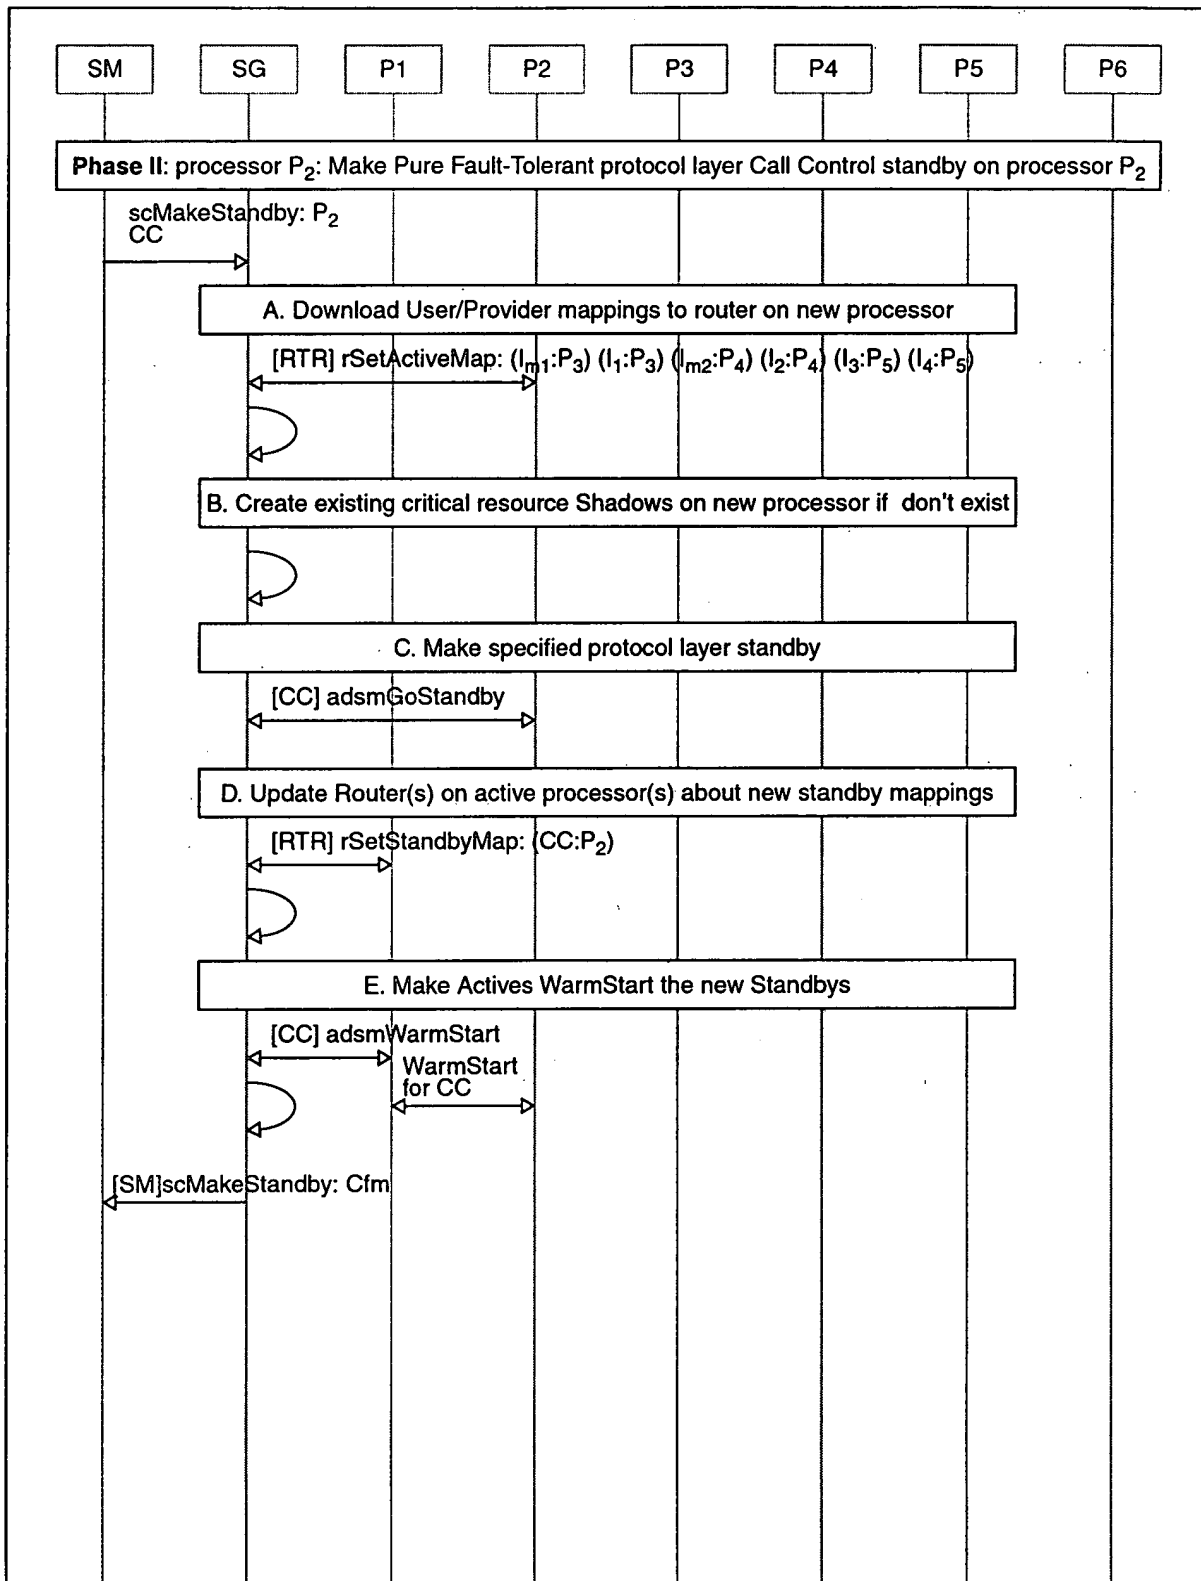 SM SG P1 P2 P3 P4 P5 P6
Phase II: processor P₂: Make Pure Fault-Tolerant protocol layer Call Control standby on processor P₂
scMakeStandby: P₂
CC
A. Download User/Provider mappings to router on new processor
[RTR] rSetActiveMap: (Iₘ₁:P₃) (I₁:P₃) (Iₘ₂:P₄) (I₂:P₄) (I₃:P₅) (I₄:P₅)
B. Create existing critical resource Shadows on new processor if don't exist
C. Make specified protocol layer standby
[CC] adsmGoStandby
D. Update Router(s) on active processor(s) about new standby mappings
[RTR] rSetStandbyMap: (CC:P₂)
E. Make Actives WarmStart the new Standbys
[CC] adsmWarmStart
WarmStart
for CC
[SM]scMakeStandby: Cfm